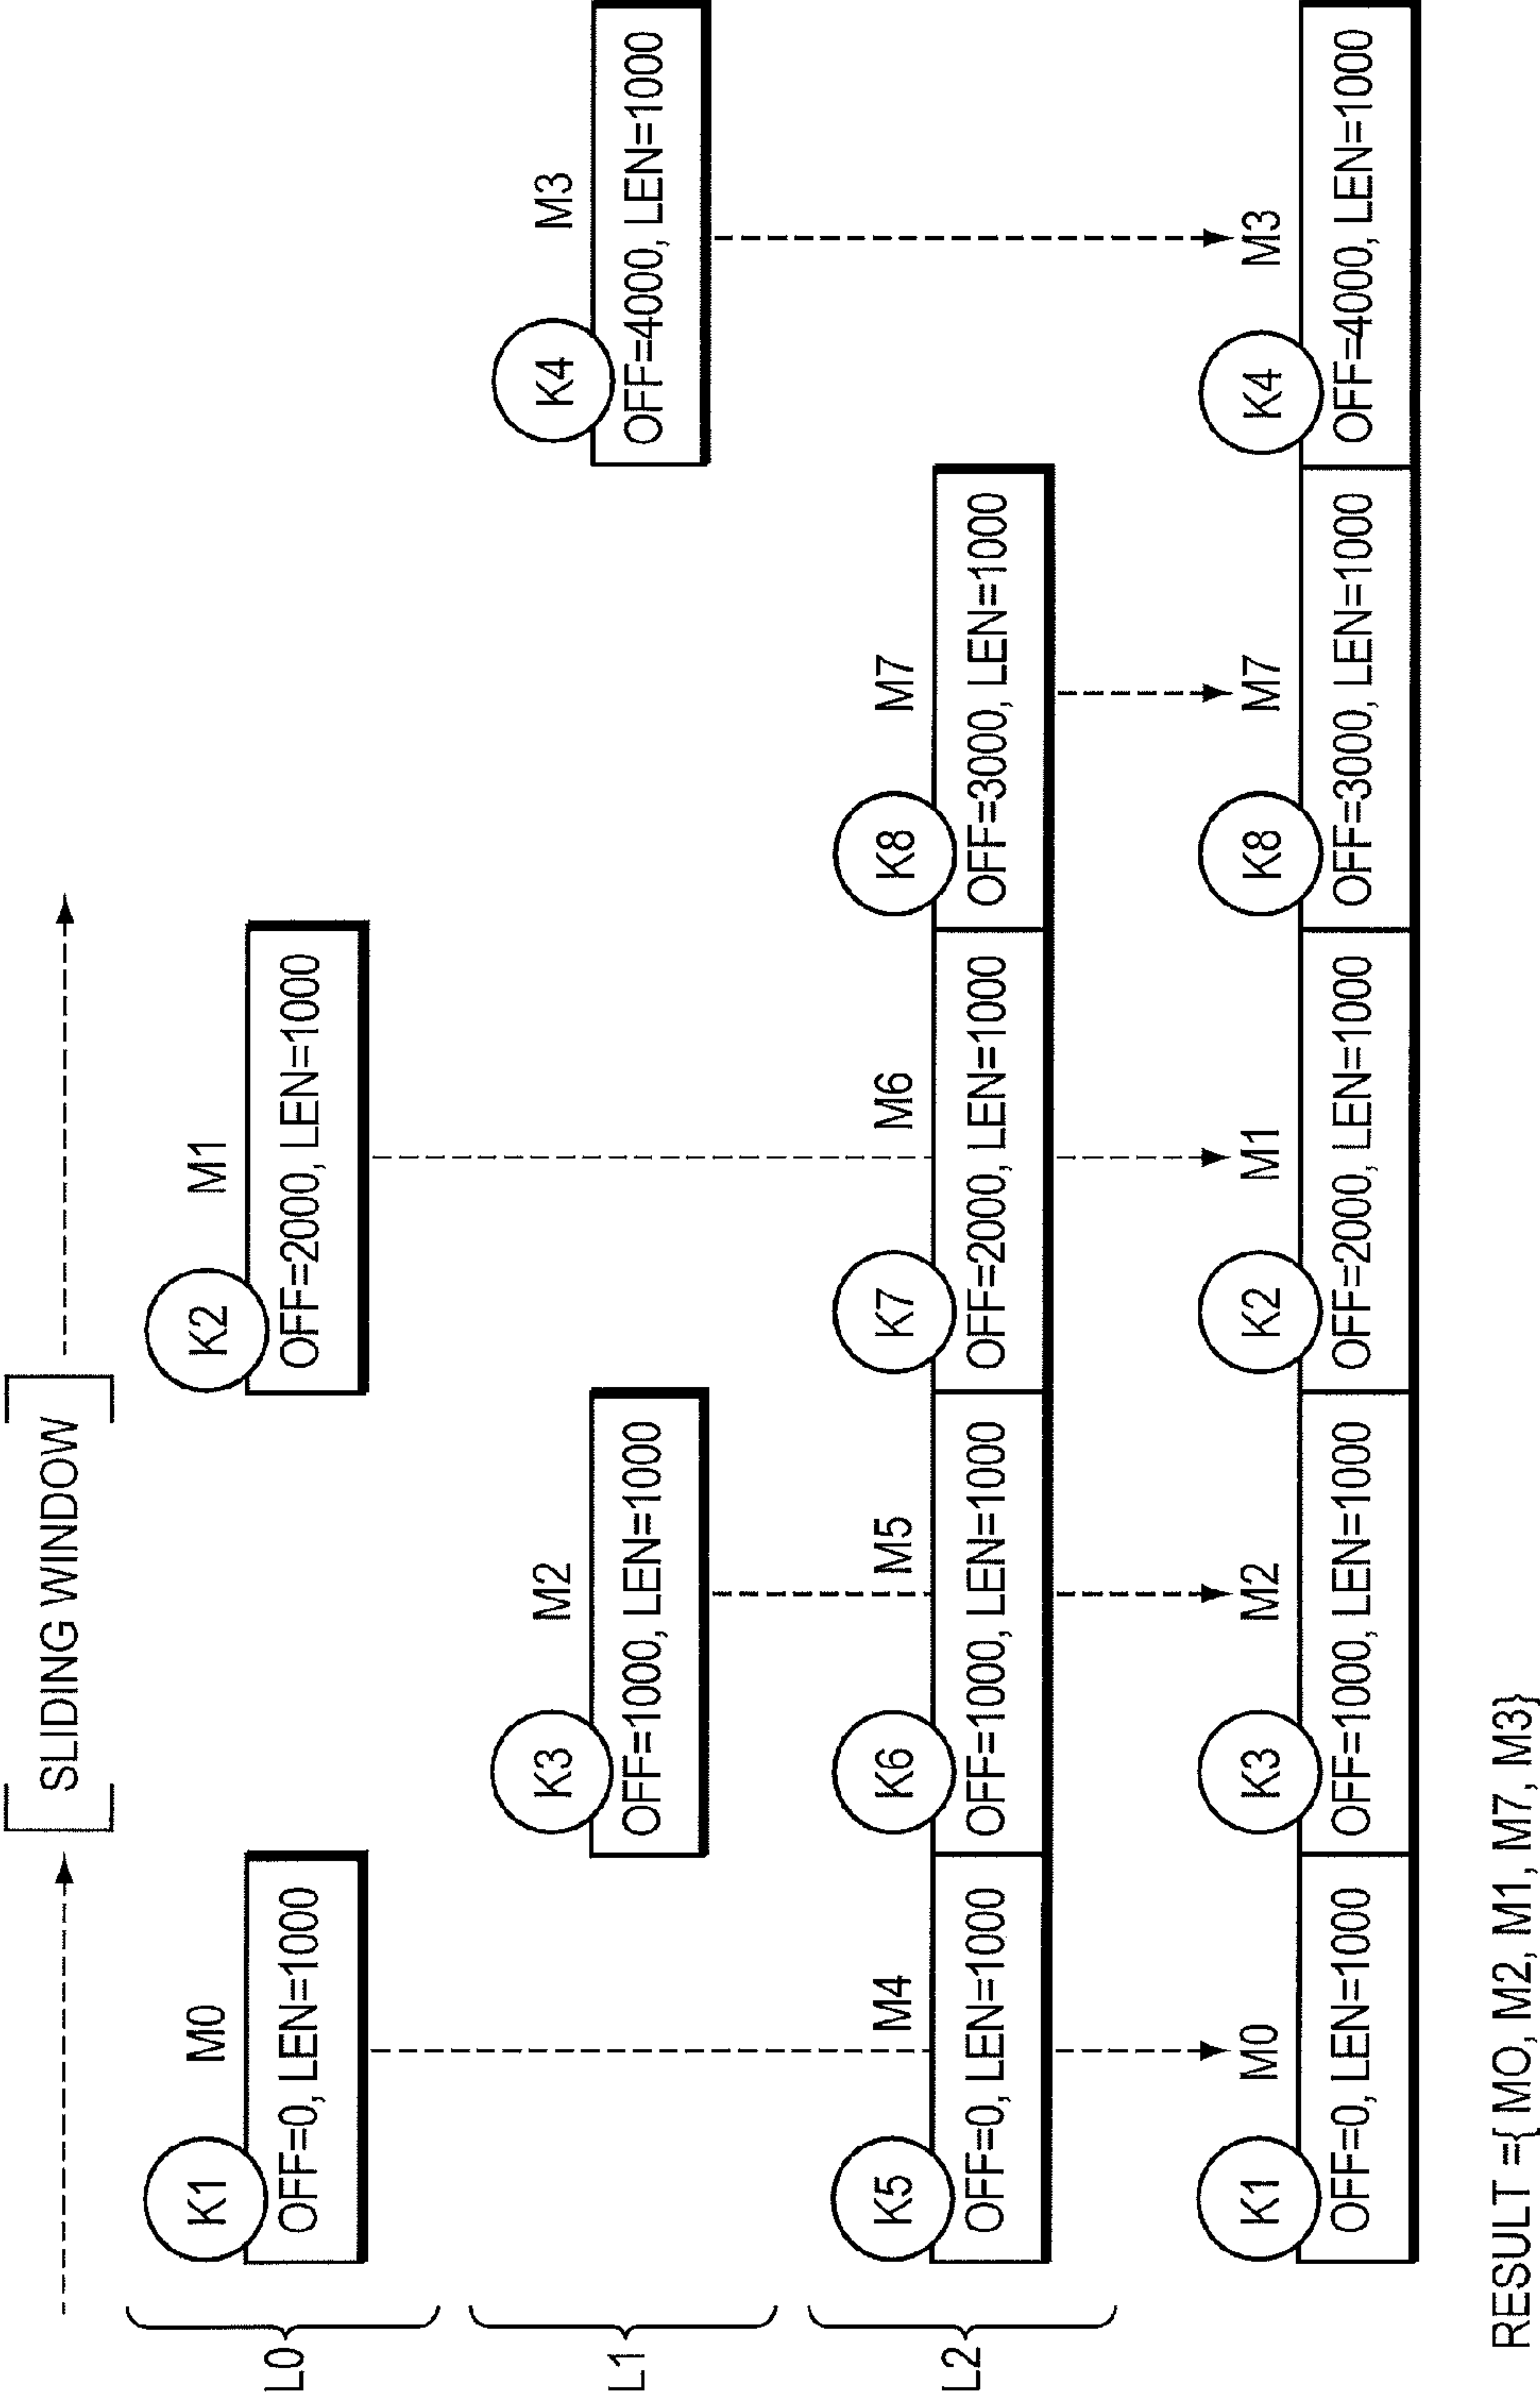 SLIDING WINDOW
L0
K1
M0
OFF=0, LEN=1000
K2
M1
OFF=2000, LEN=1000
L1
K3
M2
OFF=1000, LEN=1000
K4
M3
OFF=4000, LEN=1000
L2
K5
M4
OFF=0, LEN=1000
K6
M5
OFF=1000, LEN=1000
K7
M6
OFF=2000, LEN=1000
K8
M7
OFF=3000, LEN=1000
K1
M0
OFF=0, LEN=1000
K3
M2
OFF=1000, LEN=1000
K2
M1
OFF=2000, LEN=1000
K8
M7
OFF=3000, LEN=1000
K4
M3
OFF=4000, LEN=1000
RESULT ={ MO, M2, M1, M7, M3}